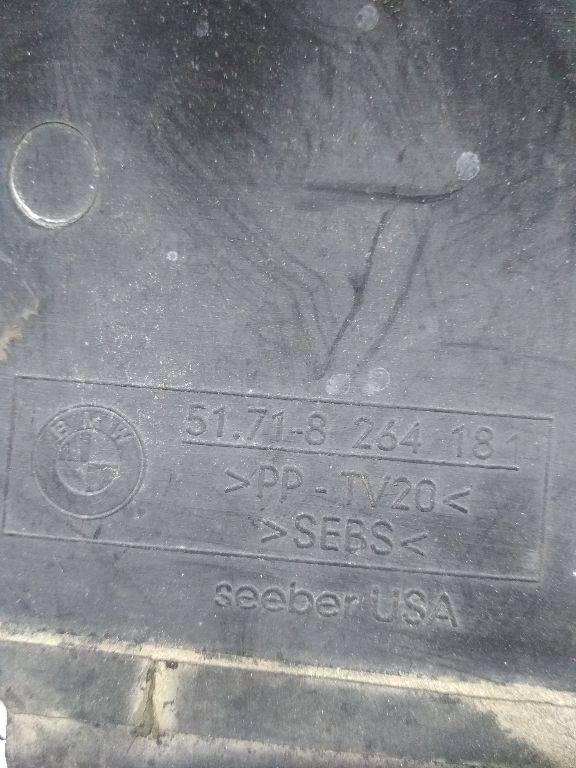 BMW
51.71-8 264 181
>PP-TV20<
>SEBS<
seeber USA